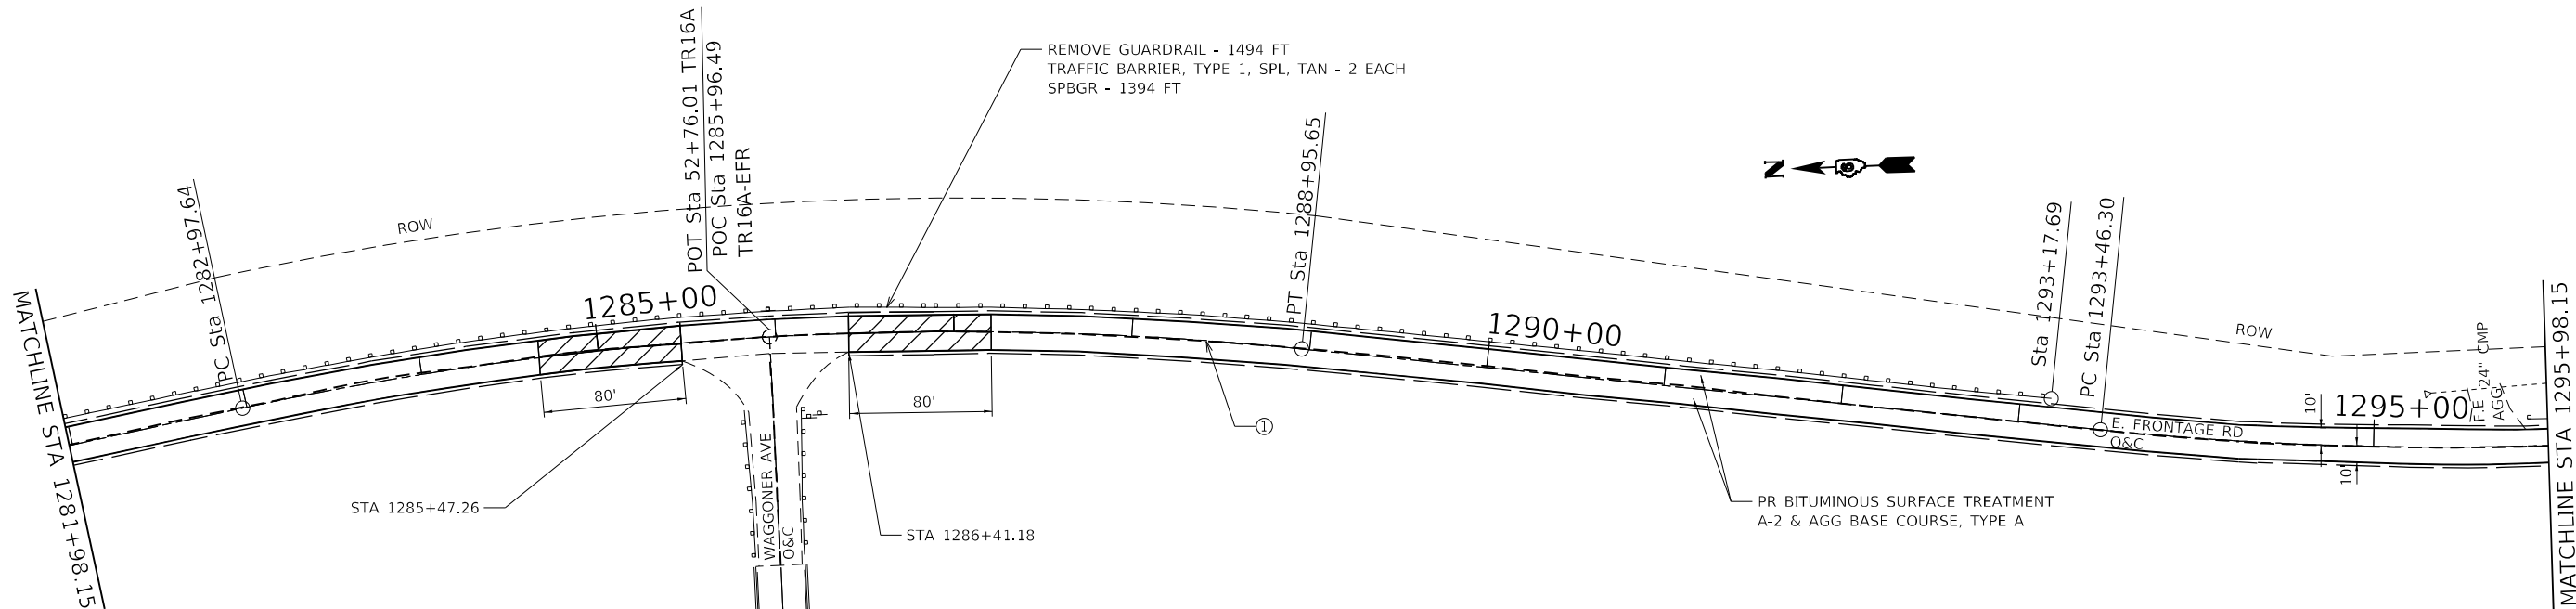 REMOVE GUARDRAIL - 1494 FT
TRAFFIC BARRIER, TYPE 1, SPL, TAN - 2 EACH
SPBGR - 1394 FT
POT Sta 52+76.01 TR16A
POC Sta 1285+96.49
TR16A-EFR
PC Sta 1282+97.64
ROW
PT Sta 1288+95.65
N
Sta 1293+17.69
PC Sta 1293+46.30
ROW
MATCHLINE STA 1281+98.15
1285+00
1290+00
1295+00
F.E. 24" CMP
AGG
MATCHLINE STA 1295+98.15
80'
80'
10'
10'
E. FRONTAGE RD
O&C
1
WAGGONER AVE
O&C
STA 1285+47.26
STA 1286+41.18
PR BITUMINOUS SURFACE TREATMENT
A-2 & AGG BASE COURSE, TYPE A